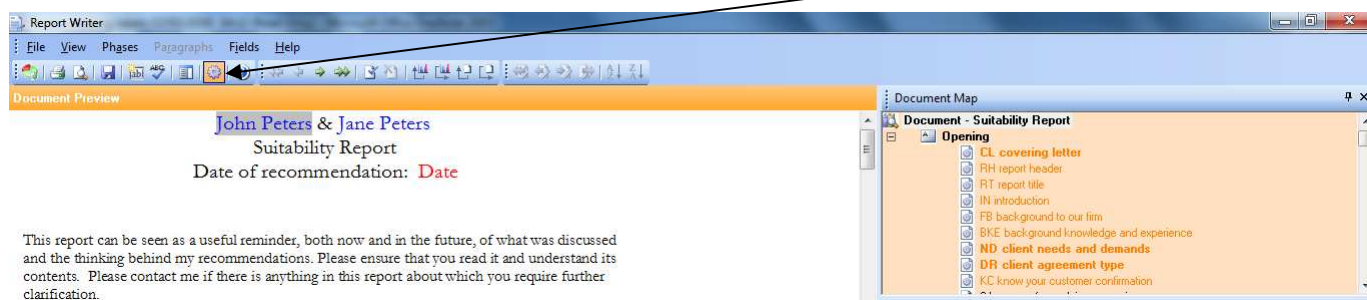 Report Writer
File View Phases Paragraphs Fields Help
Document Preview
John Peters & Jane Peters
Suitability Report
Date of recommendation: Date
This report can be seen as a useful reminder, both now and in the future, of what was discussed
and the thinking behind my recommendations. Please ensure that you read it and understand its
contents. Please contact me if there is anything in this report about which you require further
clarification.
Document Map
Document - Suitability Report
Opening
CL covering letter
RH report header
RT report title
IN introduction
FB background to our firm
BKE background knowledge and experience
ND client needs and demands
DR client agreement type
KC know your customer confirmation